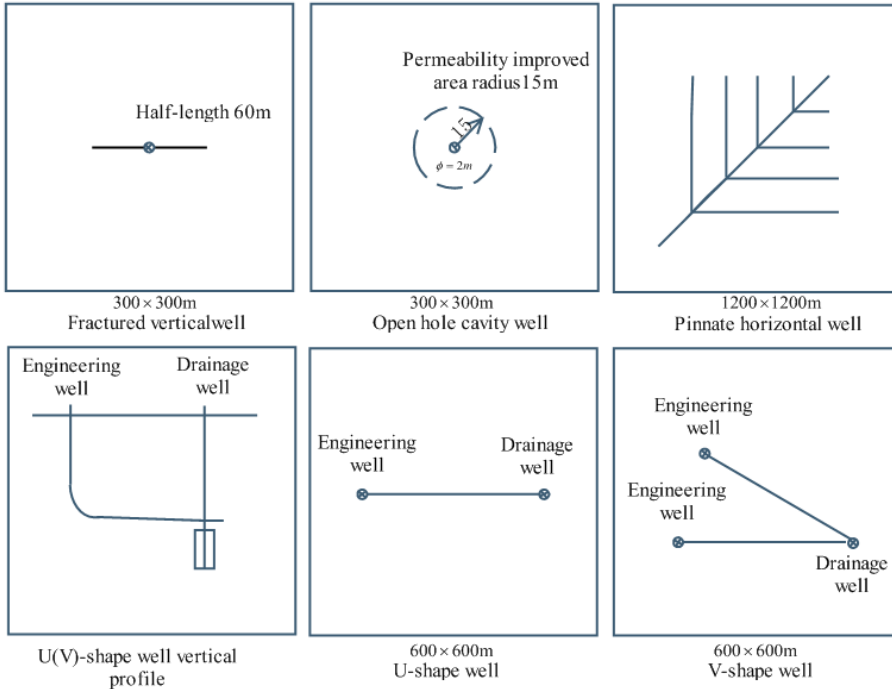 Half-length 60m
300×300m
Fractured verticalwell
Permeability improved
area radius15m
15
ϕ = 2m
300×300m
Open hole cavity well
1200×1200m
Pinnate horizontal well
Engineering
well
Drainage
well
U(V)-shape well vertical
profile
Engineering
well
Drainage
well
600×600m
U-shape well
Engineering
well
Engineering
well
Drainage
well
600×600m
V-shape well